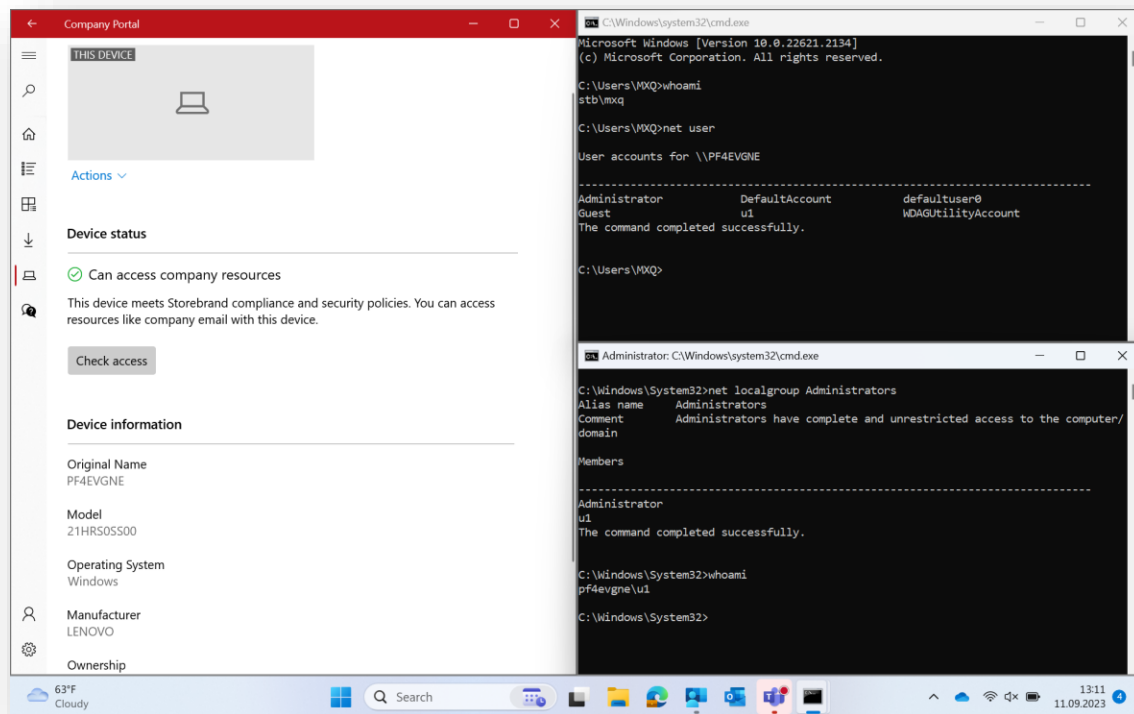 Company Portal
THIS DEVICE
Actions
Device status
Can access company resources
This device meets Storebrand compliance and security policies. You can access
resources like company email with this device.
Check access
Device information
Original Name
PF4EVGNE
Model
21HRS0SS00
Operating System
Windows
Manufacturer
LENOVO
Ownership
C:\Windows\system32\cmd.exe
Microsoft Windows [Version 10.0.22621.2134]
(c) Microsoft Corporation. All rights reserved.
C:\Users\MXQ>whoami
stb\mxq
C:\Users\MXQ>net user
User accounts for \\PF4EVGNE
-------------------------------------------------------------------------------
Administrator DefaultAccount defaultuser0
Guest u1 WDAGUtilityAccount
The command completed successfully.
C:\Users\MXQ>
Administrator: C:\Windows\system32\cmd.exe
C:\Windows\System32>net localgroup Administrators
Alias name Administrators
Comment Administrators have complete and unrestricted access to the computer/
domain
Members
-------------------------------------------------------------------------------
Administrator
u1
The command completed successfully.
C:\Windows\System32>whoami
pf4evgne\u1
C:\Windows\System32>
63°F
Cloudy
Search
13:11
11.09.2023
4